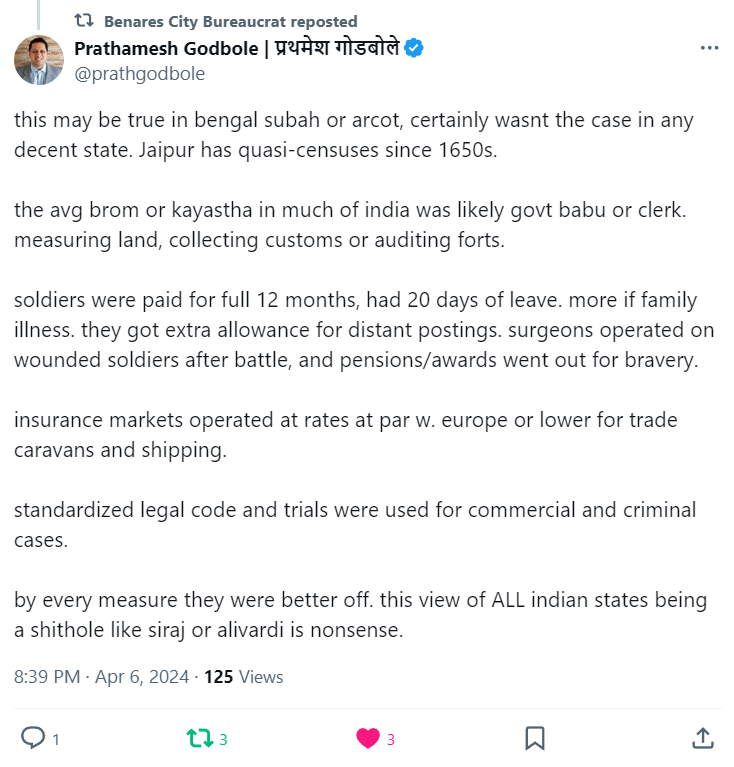 Benares City Bureaucrat reposted
Prathamesh Godbole | प्रथमेश गोडबोले
@prathgodbole
this may be true in bengal subah or arcot, certainly wasnt the case in any
decent state. Jaipur has quasi-censuses since 1650s.
the avg brom or kayastha in much of india was likely govt babu or clerk.
measuring land, collecting customs or auditing forts.
soldiers were paid for full 12 months, had 20 days of leave. more if family
illness. they got extra allowance for distant postings. surgeons operated on
wounded soldiers after battle, and pensions/awards went out for bravery.
insurance markets operated at rates at par w. europe or lower for trade
caravans and shipping.
standardized legal code and trials were used for commercial and criminal
cases.
by every measure they were better off. this view of ALL indian states being
a shithole like siraj or alivardi is nonsense.
8:39 PM · Apr 6, 2024 · 125 Views
1 3 3